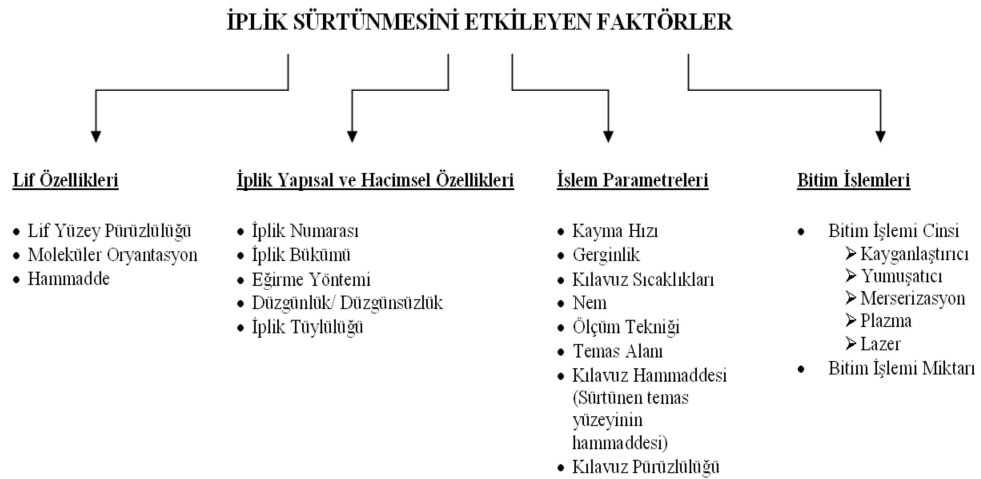 İPLİK SÜRTÜNMESİNİ ETKİLEYEN FAKTÖRLER
Lif Özellikleri
• Lif Yüzey Pürüzlülüğü
• Moleküler Oryantasyon
• Hammadde
İplik Yapısal ve Hacimsel Özellikleri
• İplik Numarası
• İplik Bükümü
• Eğirme Yöntemi
• Düzgünlük/ Düzgünsüzlük
• İplik Tüylülüğü
İşlem Parametreleri
• Kayma Hızı
• Gerginlik
• Kılavuz Sıcaklıkları
• Nem
• Ölçüm Tekniği
• Temas Alanı
• Kılavuz Hammaddesi
(Sürtünen temas
yüzeyinin
hammaddesi)
• Kılavuz Pürüzlülüğü
Bitim İşlemleri
• Bitim İşlemi Cinsi
➢ Kayganlaştırıcı
➢ Yumuşatıcı
➢ Merserizasyon
➢ Plazma
➢ Lazer
• Bitim İşlemi Miktarı